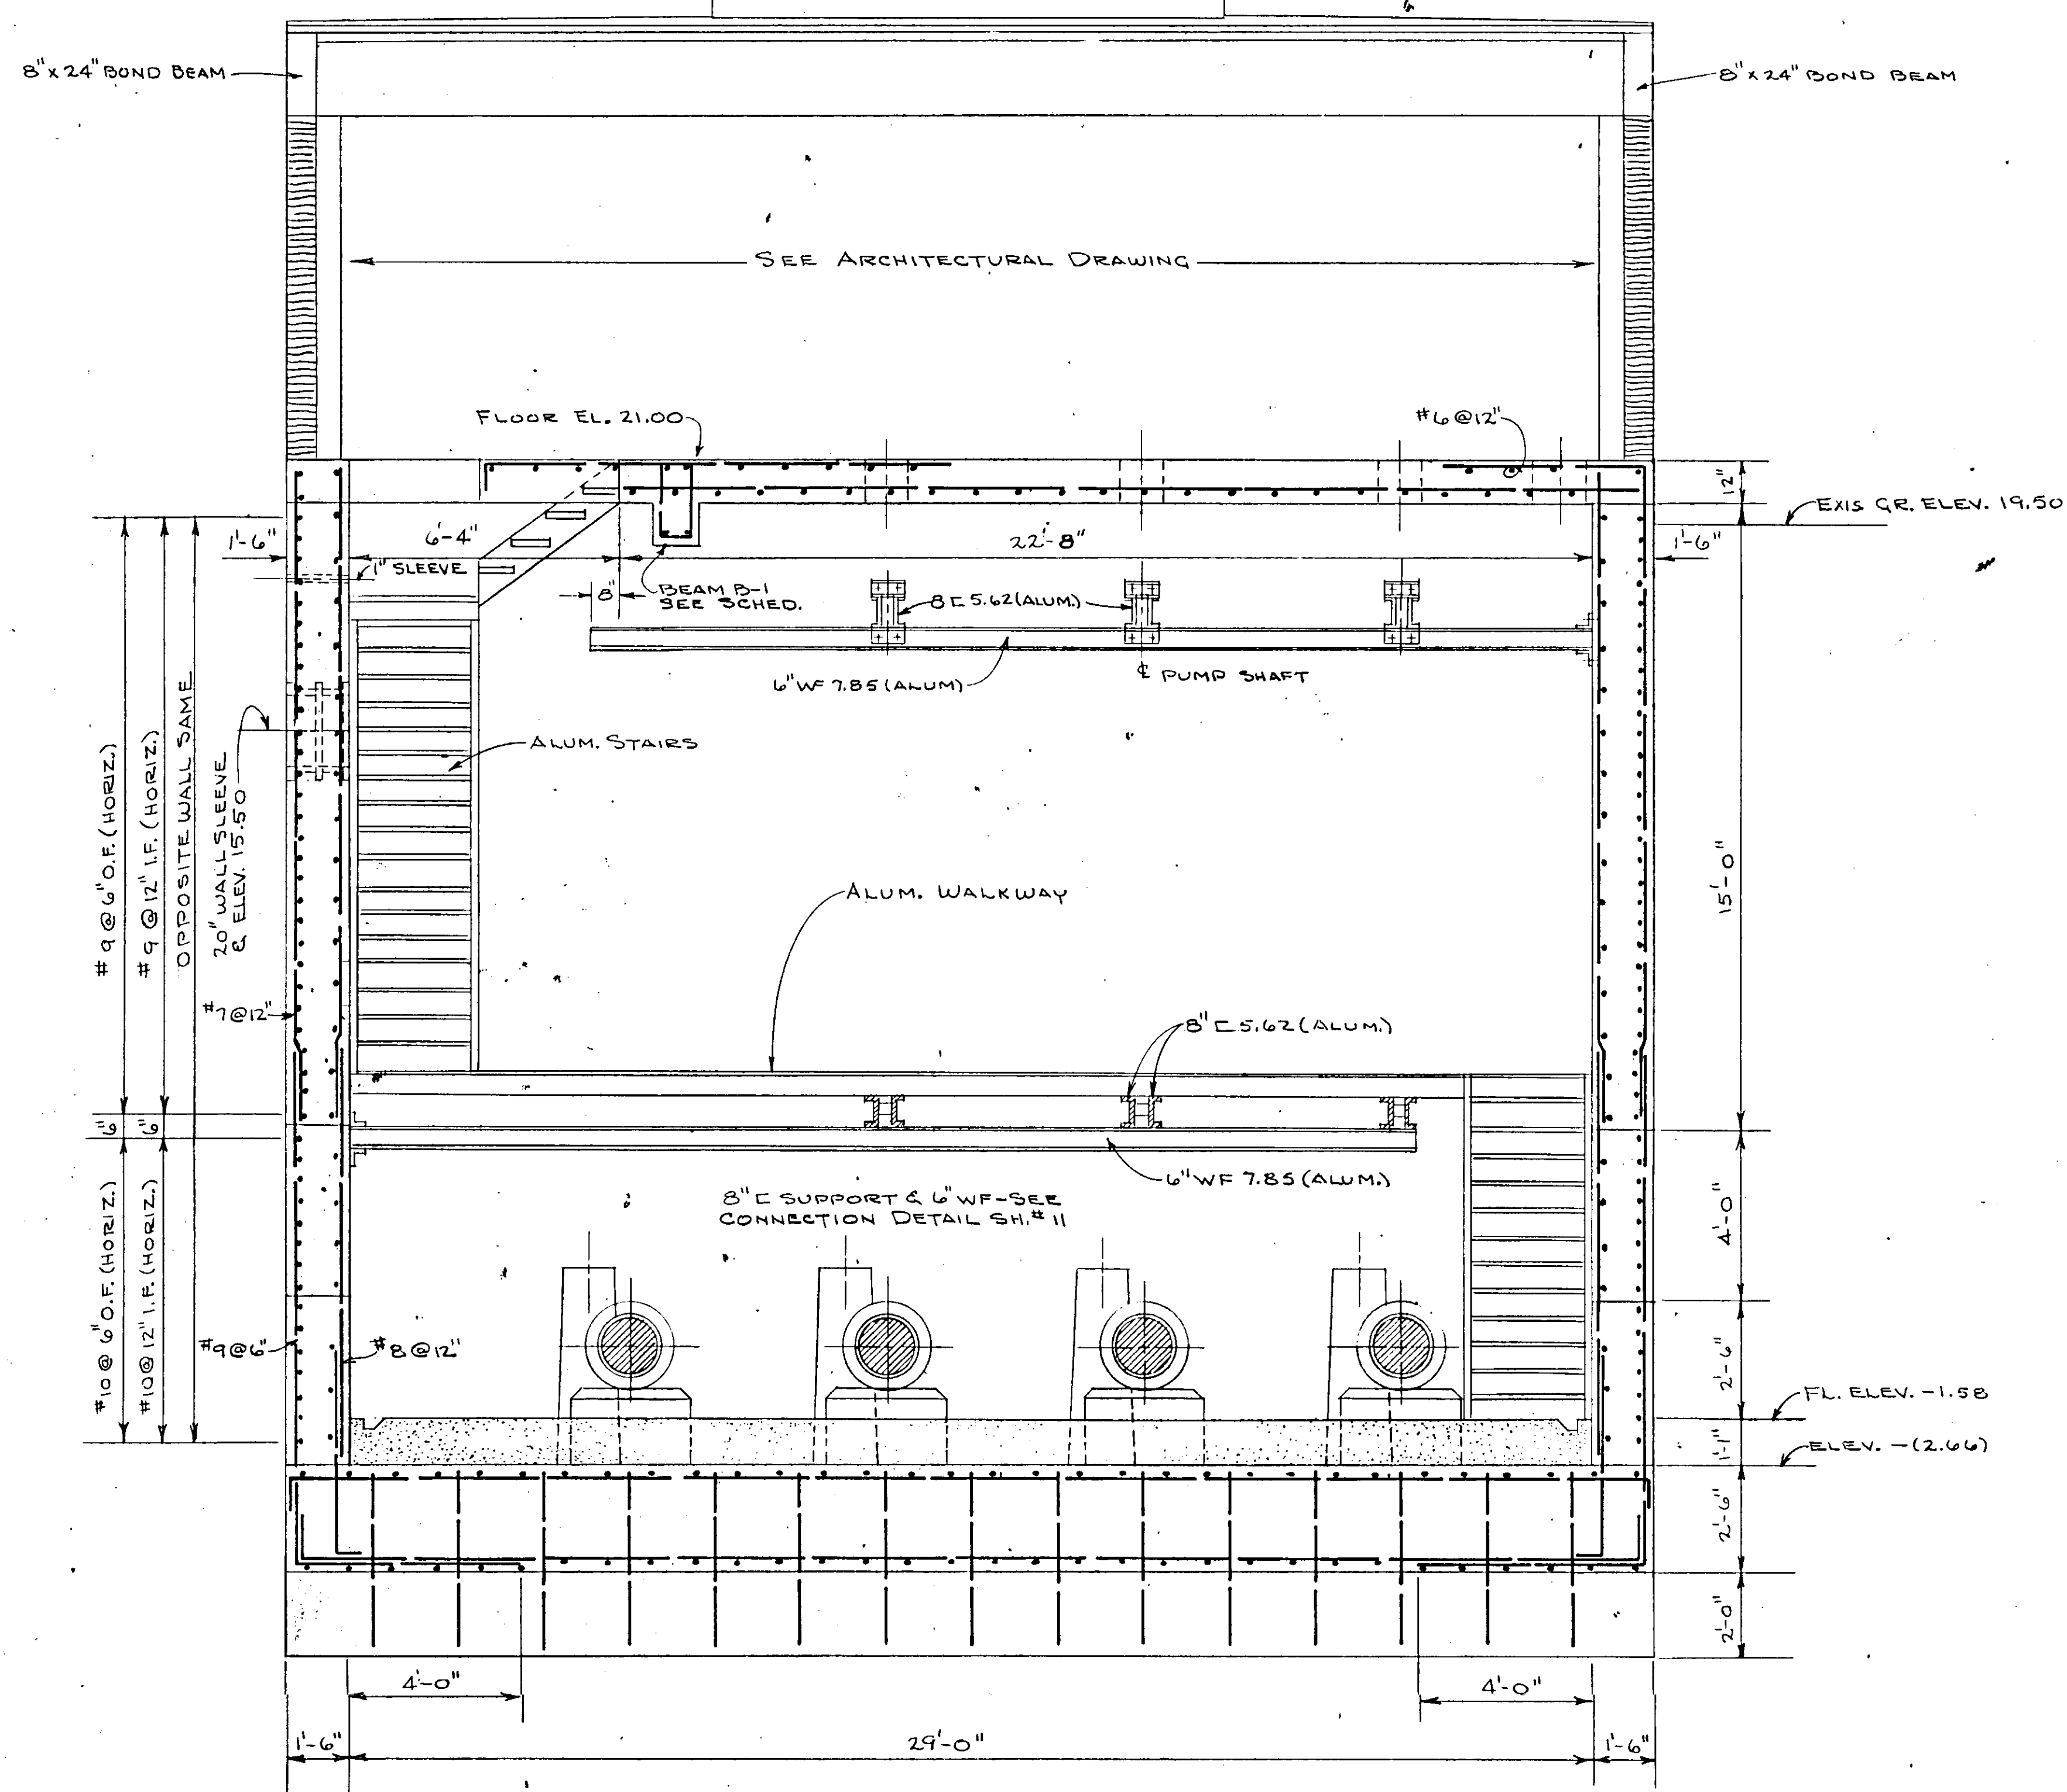 8" x 24" BOND BEAM
8" x 24" BOND BEAM
SEE ARCHITECTURAL DRAWING
FLOOR EL. 21.00
#6@12"
12"
EXIS GR. ELEV. 19.50
1'-6"
6'-4"
22'-8"
1'-6"
1" SLEEVE
8"
BEAM B-1
SEE SCHED.
8 [ 5.62 (ALUM.)
6" WF 7.85 (ALUM)
℄ PUMP SHAFT
ALUM. STAIRS
#9 @ 6" O.F. (HORIZ.)
#9 @ 12" I.F. (HORIZ.)
OPPOSITE WALL SAME
20" WALL SLEEVE
℄ ELEV. 15.50
15'-0"
ALUM. WALKWAY
#7@12"
8" [ 5.62 (ALUM.)
6"
6"
6" WF 7.85 (ALUM.)
8" [ SUPPORT & 6" WF-SEE
CONNECTION DETAIL SH. #11
4'-0"
#10 @ 6" O.F. (HORIZ.)
#10 @ 12" I.F. (HORIZ.)
#9@6"
#8@12"
2'-6"
FL. ELEV. -1.58
1'-1"
ELEV. -(2.66)
2'-6"
2'-0"
4'-0"
4'-0"
1'-6"
29'-0"
1'-6"